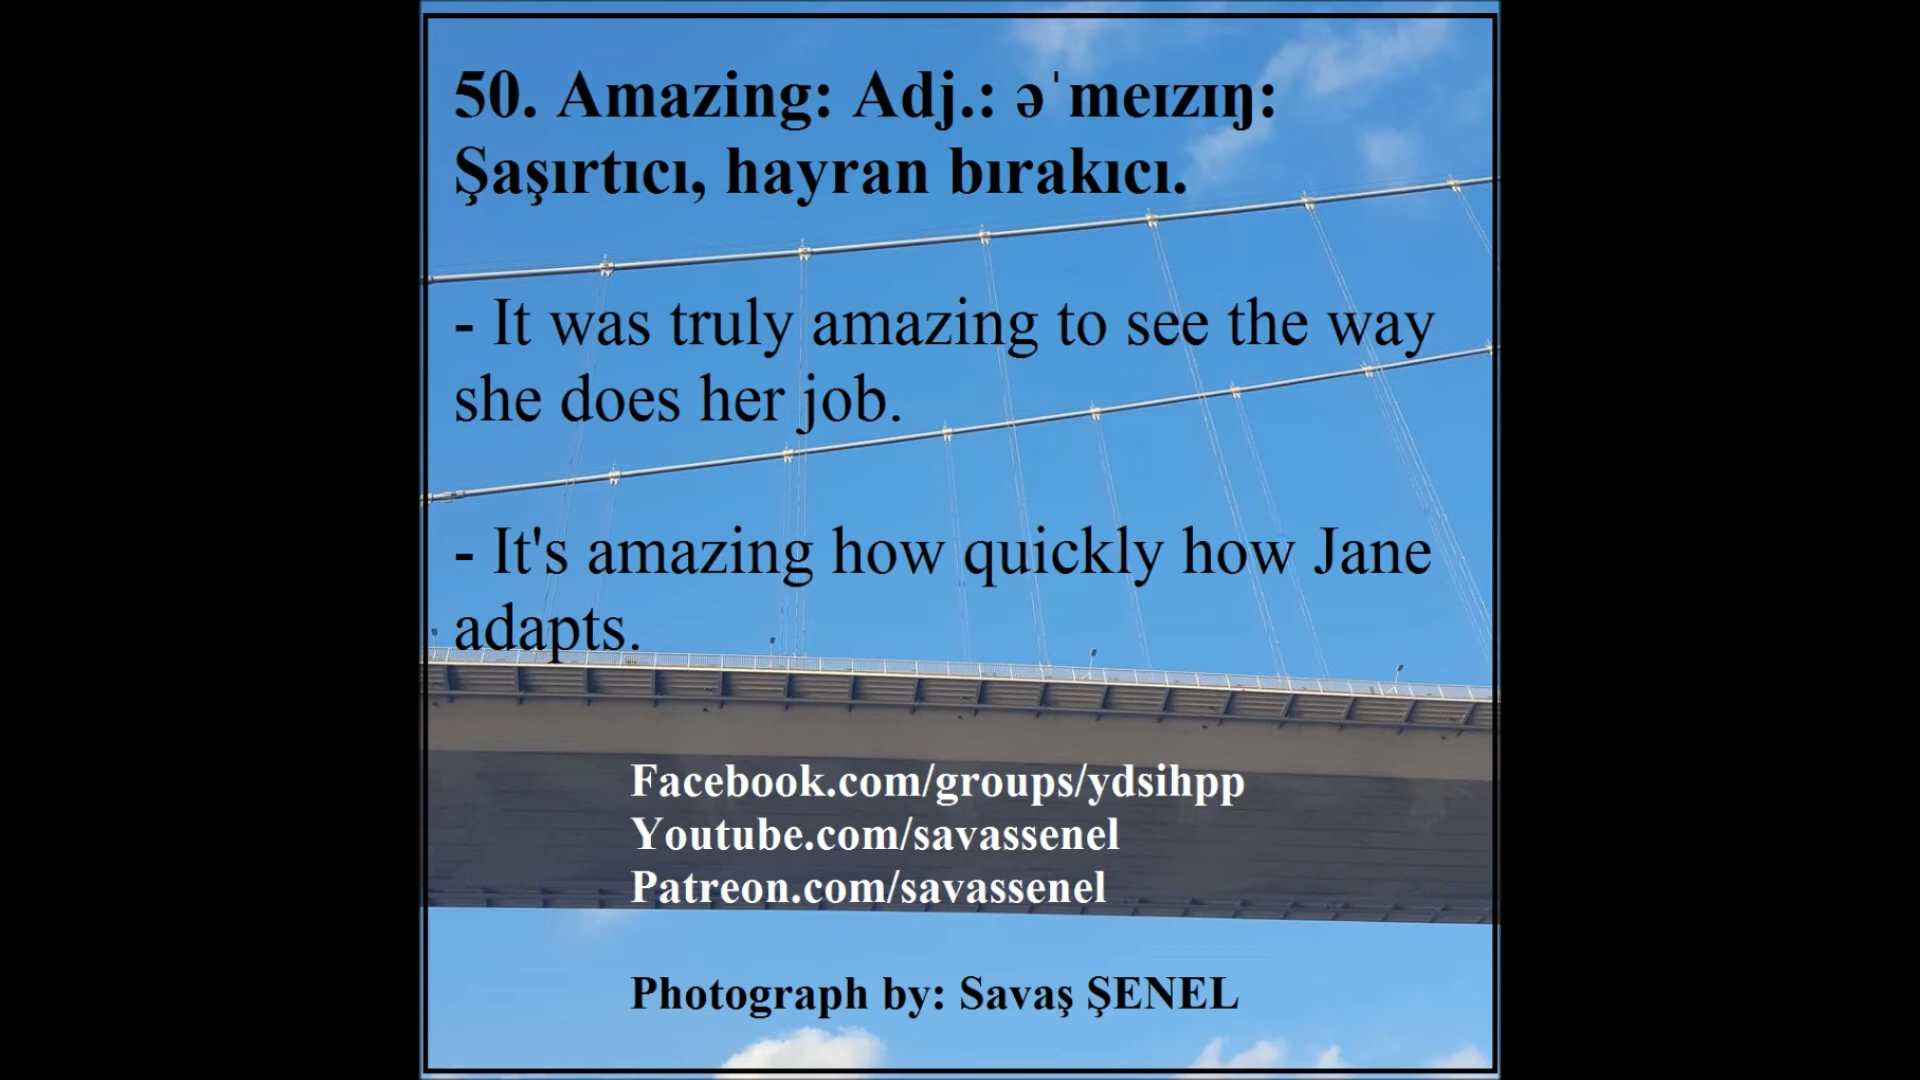 50. Amazing: Adj.: əˈmeɪzɪŋ:
Şaşırtıcı, hayran bırakıcı.
- It was truly amazing to see the way
she does her job.
- It's amazing how quickly how Jane
adapts.
Facebook.com/groups/ydsihpp
Youtube.com/savassenel
Patreon.com/savassenel
Photograph by: Savaş ŞENEL